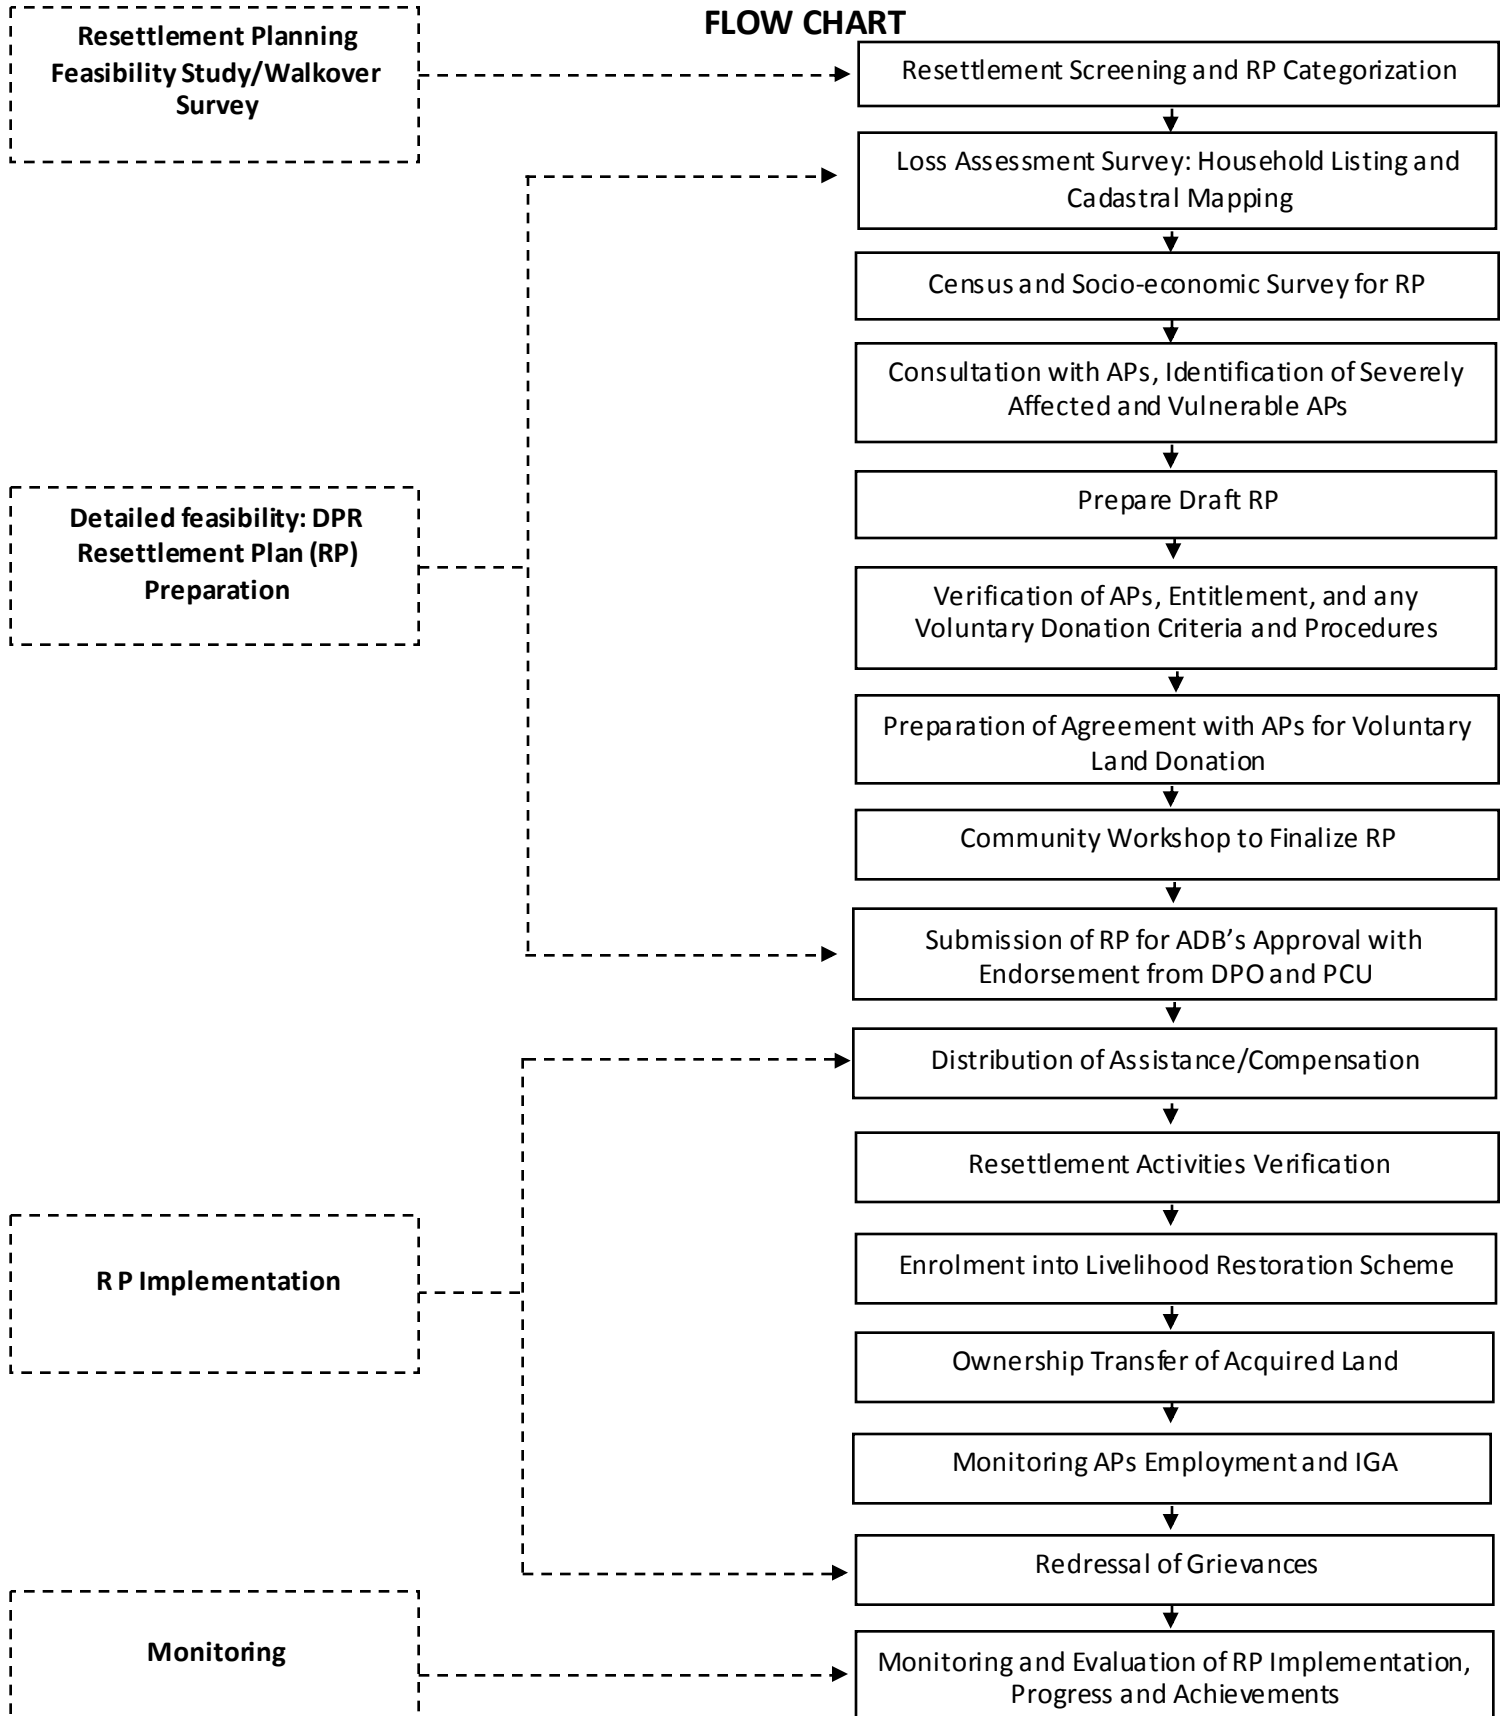 FLOW CHART
Resettlement Planning
Feasibility Study/Walkover
Survey
Resettlement Screening and RP Categorization
Loss Assessment Survey: Household Listing and
Cadastral Mapping
Census and Socio-economic Survey for RP
Consultation with APs, Identification of Severely
Affected and Vulnerable APs
Detailed feasibility: DPR
Resettlement Plan (RP)
Preparation
Prepare Draft RP
Verification of APs, Entitlement, and any
Voluntary Donation Criteria and Procedures
Preparation of Agreement with APs for Voluntary
Land Donation
Community Workshop to Finalize RP
Submission of RP for ADB’s Approval with
Endorsement from DPO and PCU
Distribution of Assistance/Compensation
Resettlement Activities Verification
R P Implementation
Enrolment into Livelihood Restoration Scheme
Ownership Transfer of Acquired Land
Monitoring APs Employment and IGA
Redressal of Grievances
Monitoring
Monitoring and Evaluation of RP Implementation,
Progress and Achievements